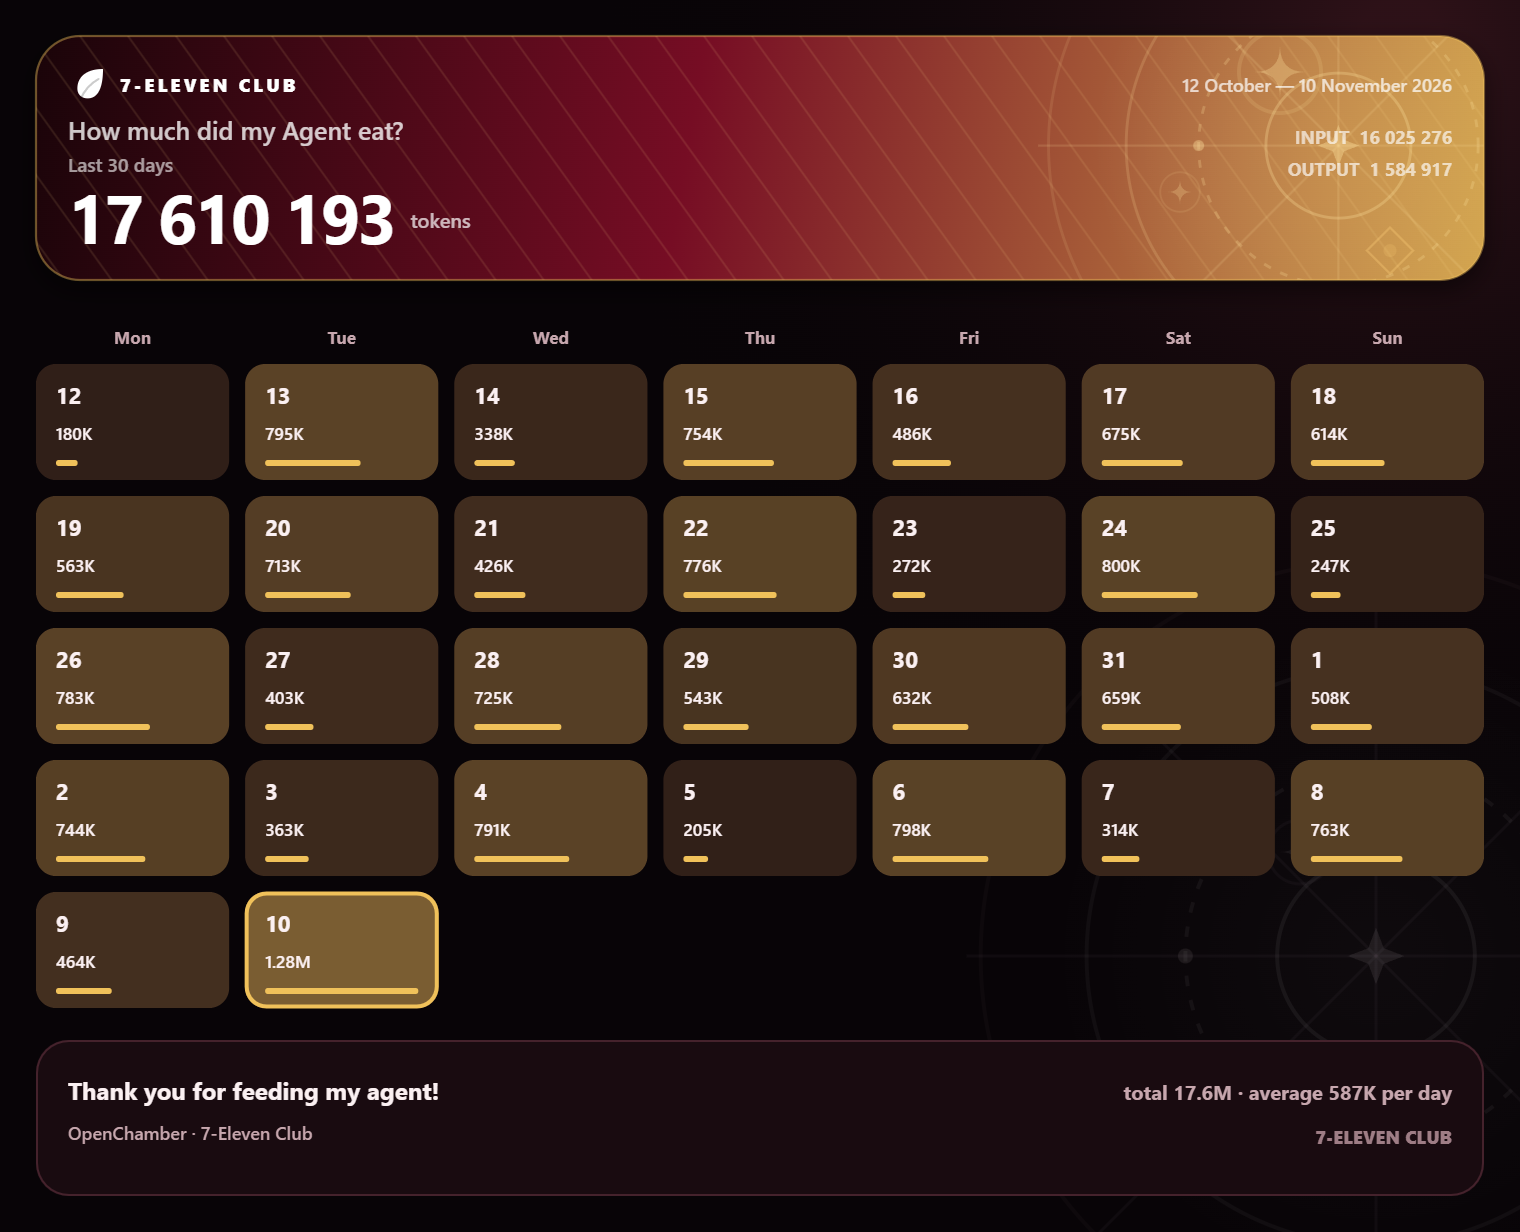 7-ELEVEN CLUB
12 October — 10 November 2026
How much did my Agent eat?
INPUT 16 025 276
Last 30 days
OUTPUT 1 584 917
17 610 193 tokens
Mon Tue Wed Thu Fri Sat Sun
12 13 14 15 16 17 18
180K 795K 338K 754K 486K 675K 614K
19 20 21 22 23 24 25
563K 713K 426K 776K 272K 800K 247K
26 27 28 29 30 31 1
783K 403K 725K 543K 632K 659K 508K
2 3 4 5 6 7 8
744K 363K 791K 205K 798K 314K 763K
9 10
464K 1.28M
Thank you for feeding my agent!
total 17.6M · average 587K per day
OpenChamber · 7-Eleven Club
7-ELEVEN CLUB